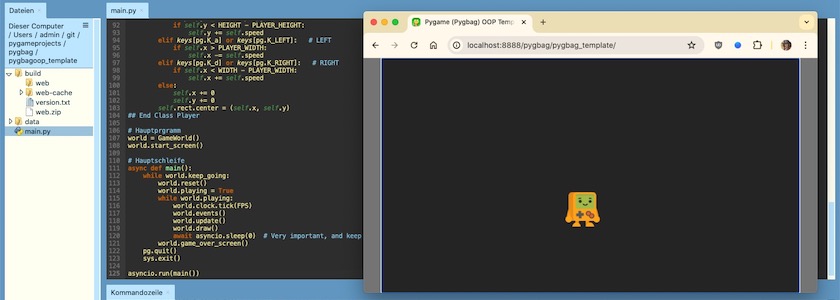 Dateien
Dieser Computer
/ Users / admin / git /
pygameprojects /
pygbag /
pygbagoop_template
build
web
web-cache
version.txt
web.zip
data
main.py
main.py
92 if self.y < HEIGHT - PLAYER_HEIGHT:
93 self.y += self.speed
94 elif keys[pg.K_a] or keys[pg.K_LEFT]: # LEFT
95 if self.x > PLAYER_WIDTH:
96 self.x -= self.speed
97 elif keys[pg.K_d] or keys[pg.K_RIGHT]: # RIGHT
98 if self.x < WIDTH - PLAYER_WIDTH:
99 self.x += self.speed
100 else:
101 self.x += 0
102 self.y += 0
103 self.rect.center = (self.x, self.y)
104 ## End Class Player
105
106 # Hauptprgramm
107 world = GameWorld()
108 world.start_screen()
109
110 # Hauptschleife
111 async def main():
112 while world.keep_going:
113 world.reset()
114 world.playing = True
115 while world.playing:
116 world.clock.tick(FPS)
117 world.events()
118 world.update()
119 world.draw()
120 await asyncio.sleep(0) # Very important, and keep
121 world.game_over_screen()
122 pg.quit()
123 sys.exit()
124
125 asyncio.run(main())
Kommandozeile
Pygame (Pygbag) OOP Temp
localhost:8888/pygbag/pygbag_template/